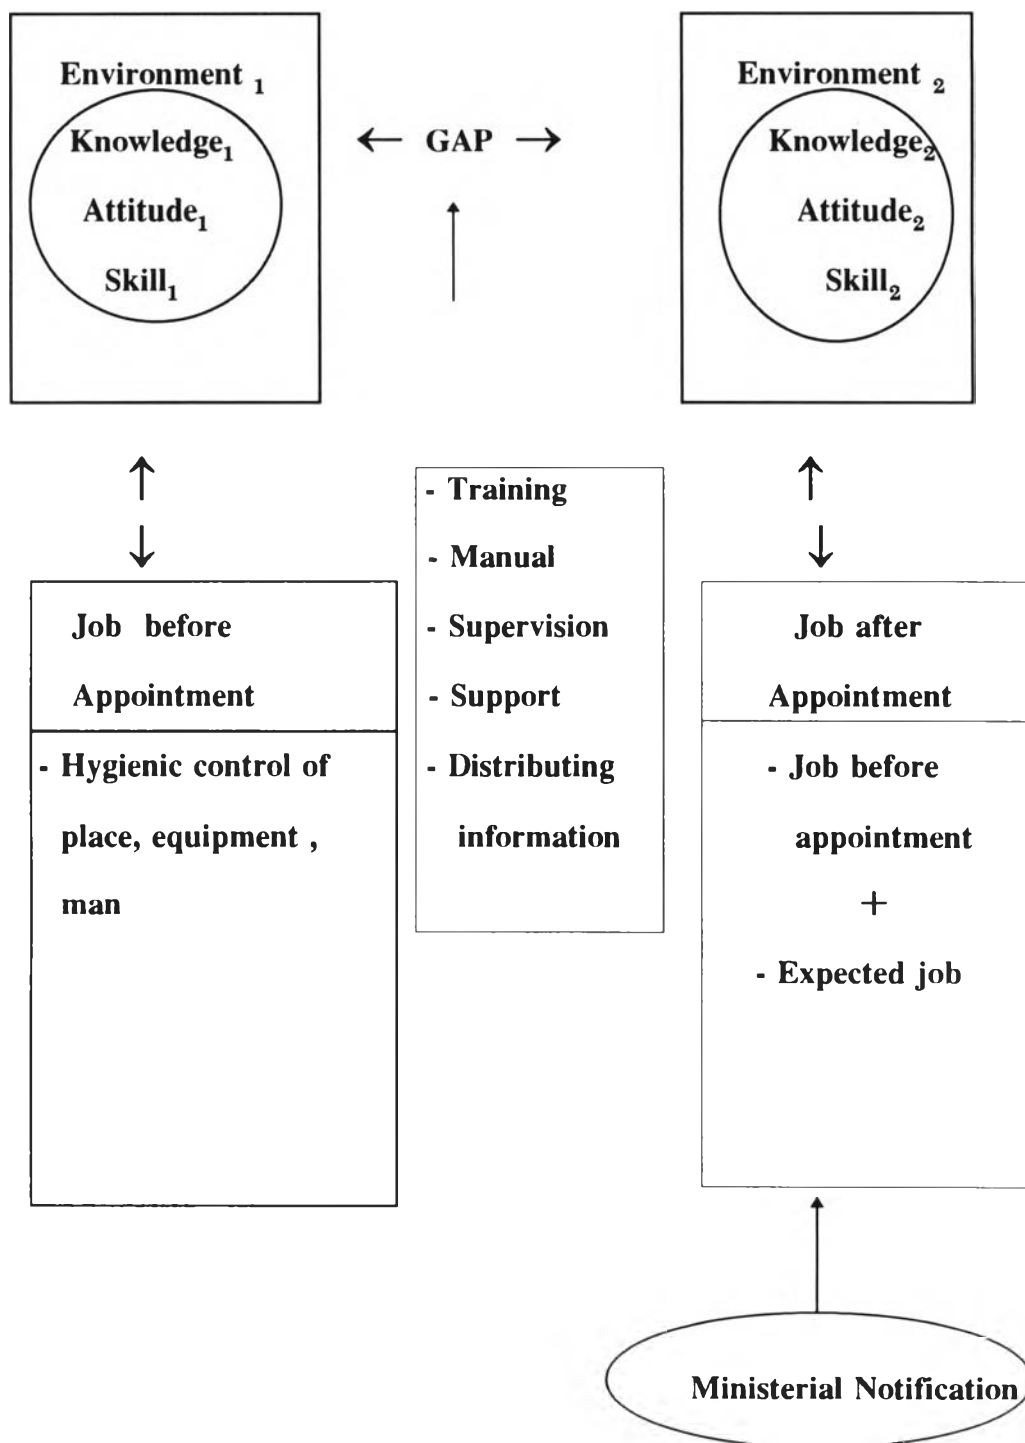 Environment 1
Knowledge1
Attitude1
Skill1
← GAP →
Environment 2
Knowledge2
Attitude2
Skill2
Job before
Appointment
- Hygienic control of
place, equipment ,
man
- Training
- Manual
- Supervision
- Support
- Distributing
information
Job after
Appointment
- Job before
appointment
+
- Expected job
Ministerial Notification